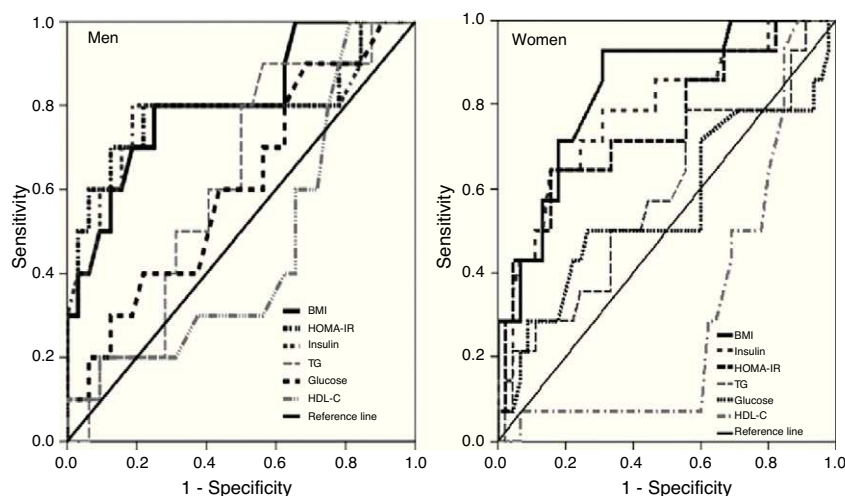 Men
1.0
0.8
0.6
0.4
0.2
0.0
Sensitivity
BMI
HOMA-IR
Insulin
TG
Glucose
HDL-C
Reference line
0.0 0.2 0.4 0.6 0.8 1.0
1 - Specificity
Women
1.0
0.8
0.6
0.4
0.2
0.0
Sensitivity
BMI
Insulin
HOMA-IR
TG
Glucose
HDL-C
Reference line
0.0 0.2 0.4 0.6 0.8 1.0
1 - Specificity